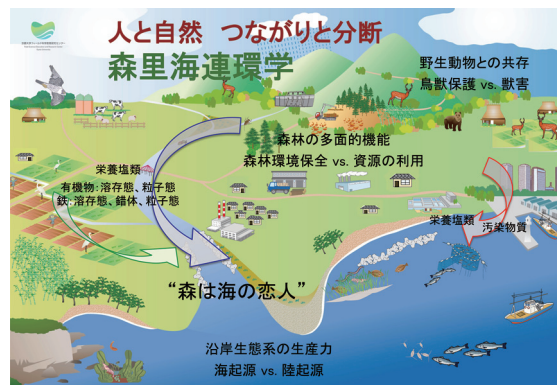 人と自然 つながりと分断
森里海連環学
野生動物との共存
鳥獣保護 vs. 獣害
森林の多面的機能
森林環境保全 vs. 資源の利用
栄養塩類
有機物:溶存態、粒子態
鉄:溶存態、錯体、粒子態
栄養塩類
汚染物質
“森は海の恋人”
沿岸生態系の生産力
海起源 vs. 陸起源